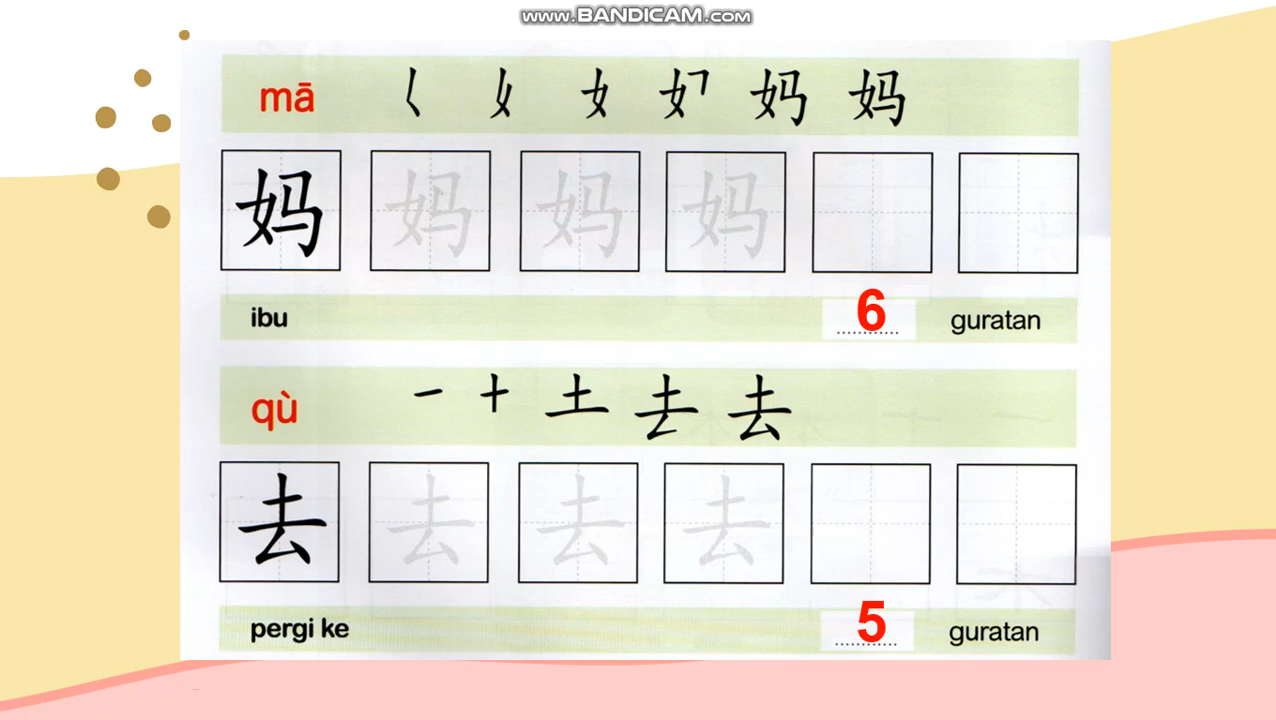 www.BANDICAM.com
mā 𡿨 女 女 妈 妈
妈 妈 妈 妈
ibu 6 guratan
qù 一 十 土 去 去
去 去 去 去
pergi ke 5 guratan